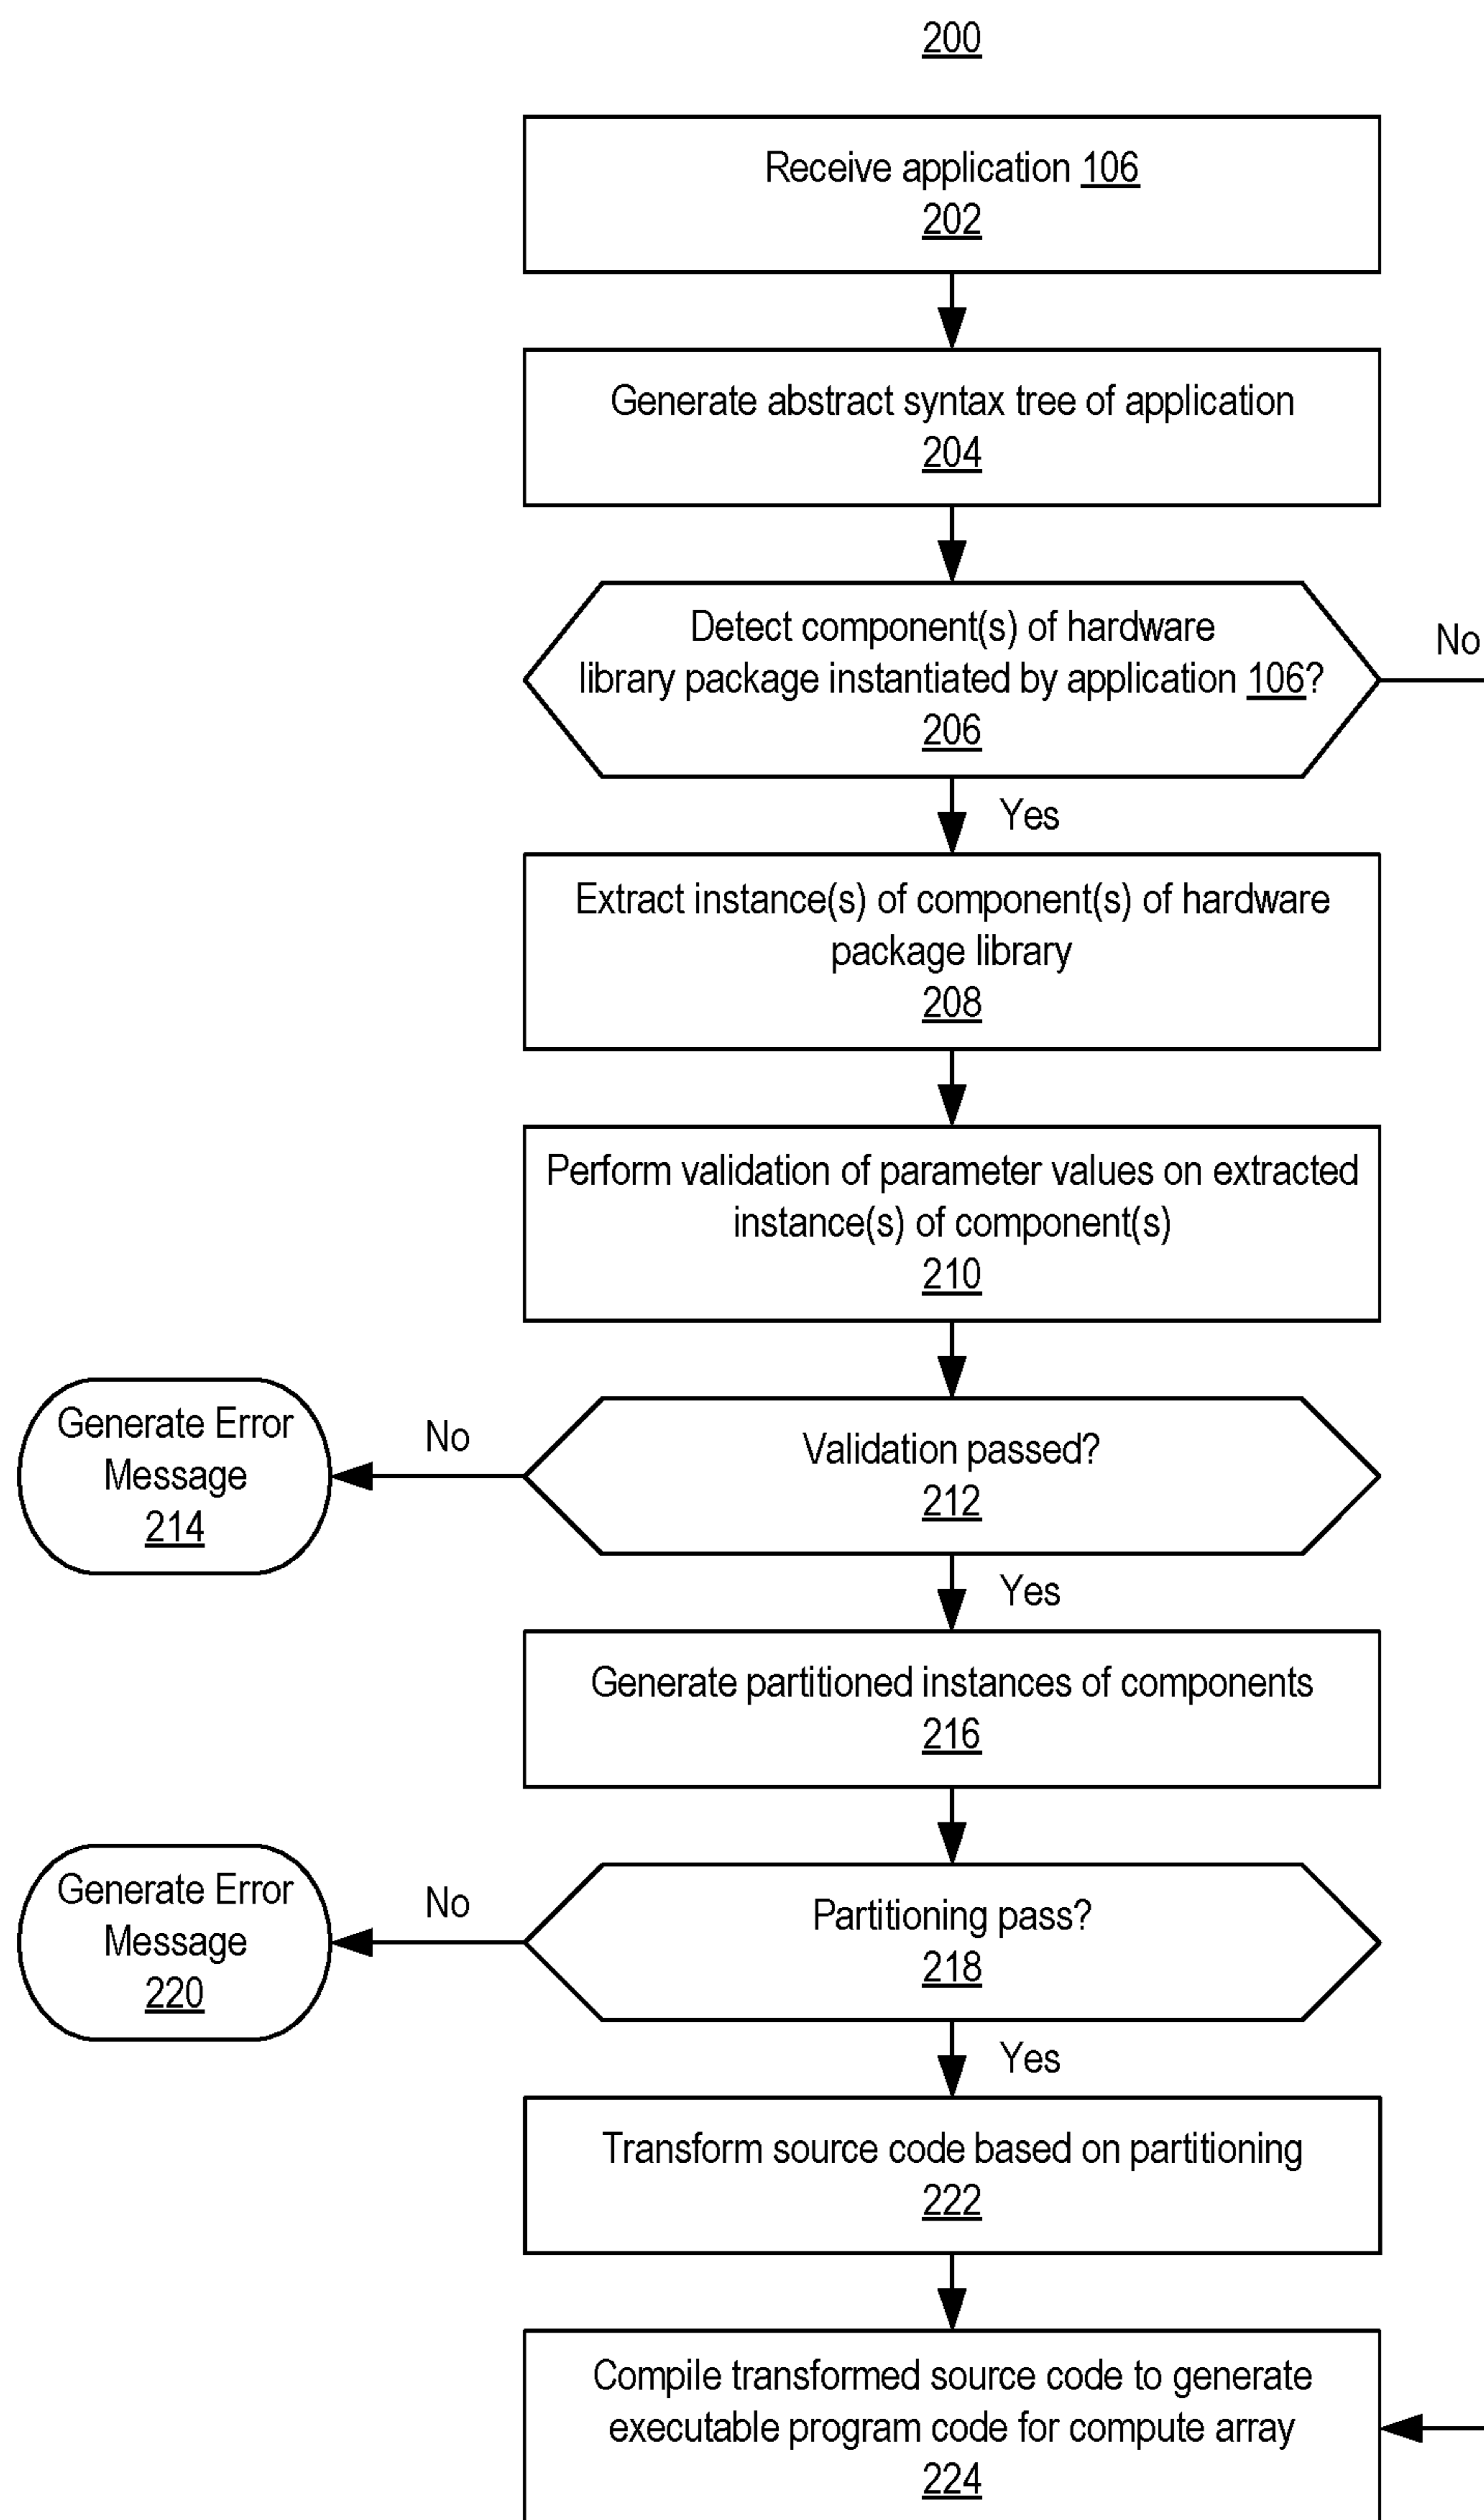 200
Receive application 106
202
Generate abstract syntax tree of application
204
Detect component(s) of hardware
library package instantiated by application 106?
206
No
Yes
Extract instance(s) of component(s) of hardware
package library
208
Perform validation of parameter values on extracted
instance(s) of component(s)
210
Validation passed?
212
No
Generate Error
Message
214
Yes
Generate partitioned instances of components
216
Partitioning pass?
218
No
Generate Error
Message
220
Yes
Transform source code based on partitioning
222
Compile transformed source code to generate
executable program code for compute array
224